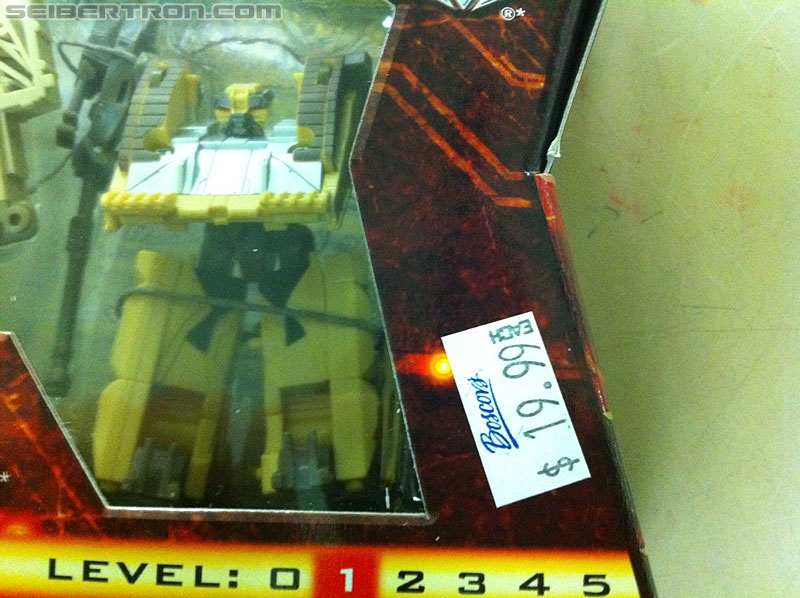 SEIBERTRON.COM
®*
EACH
$ 19.99
Boscov's
*
LEVEL: 0 1 2 3 4 5